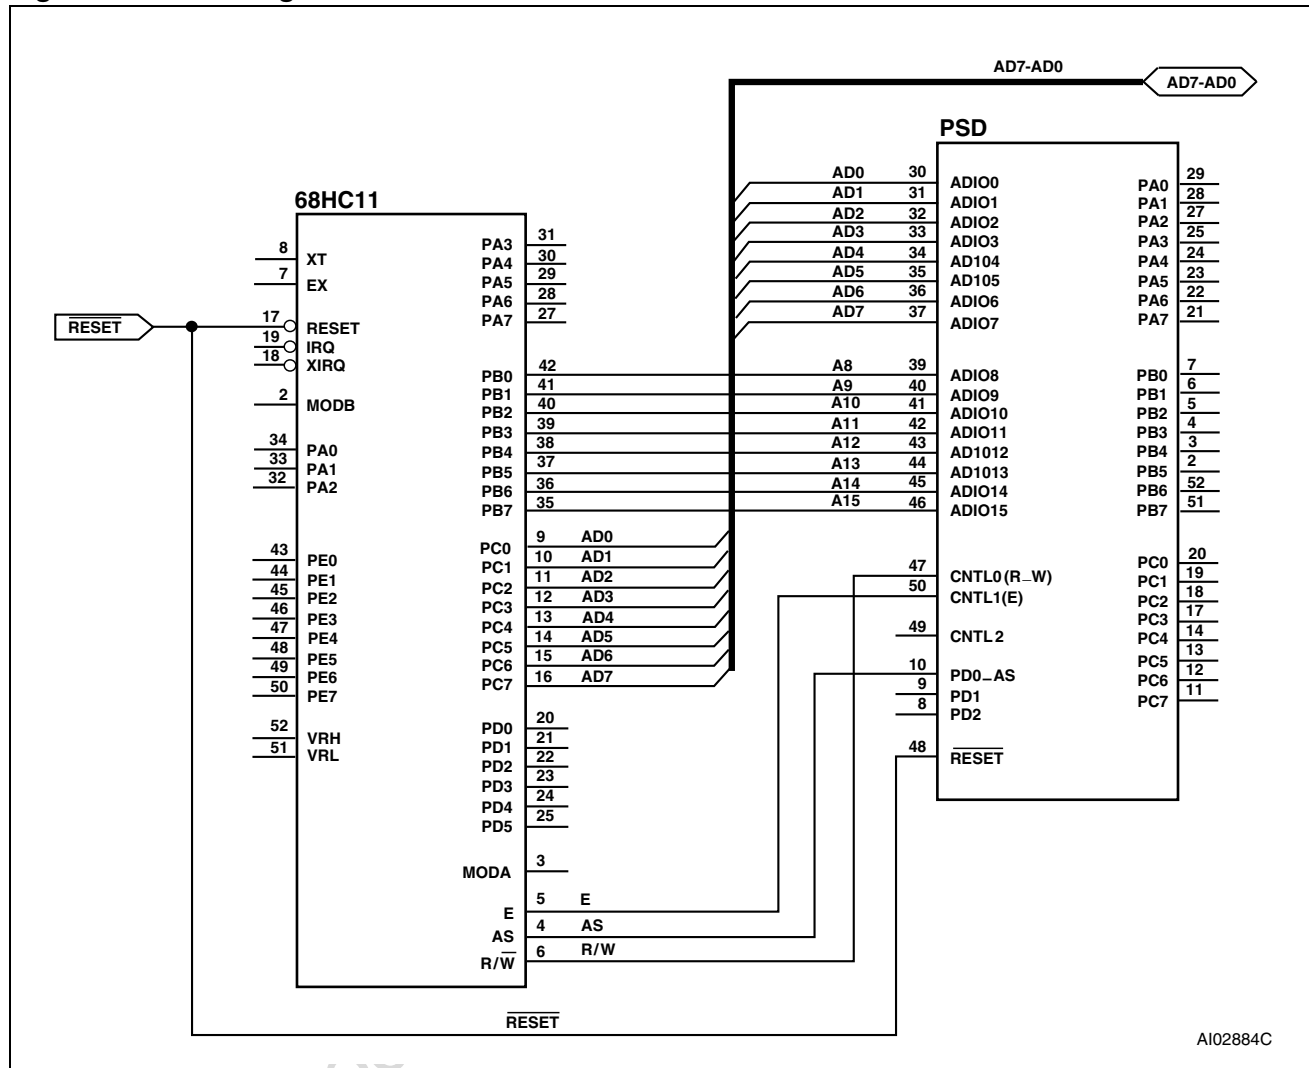 AD7-AD0
AD7-AD0
PSD
68HC11
RESET
8 XT
7 EX
17 RESET
19 IRQ
18 XIRQ
2 MODB
34 PA0
33 PA1
32 PA2
43 PE0
44 PE1
45 PE2
46 PE3
47 PE4
48 PE5
49 PE6
50 PE7
52 VRH
51 VRL
PA3 31
PA4 30
PA5 29
PA6 28
PA7 27
PB0 42
PB1 41
PB2 40
PB3 39
PB4 38
PB5 37
PB6 36
PB7 35
PC0 9 AD0
PC1 10 AD1
PC2 11 AD2
PC3 12 AD3
PC4 13 AD4
PC5 14 AD5
PC6 15 AD6
PC7 16 AD7
PD0 20
PD1 21
PD2 22
PD3 23
PD4 24
PD5 25
MODA 3
E 5 E
AS 4 AS
R/W 6 R/W
RESET
AD0 30 ADIO0
AD1 31 ADIO1
AD2 32 ADIO2
AD3 33 ADIO3
AD4 34 AD104
AD5 35 AD105
AD6 36 ADIO6
AD7 37 ADIO7
A8 39 ADIO8
A9 40 ADIO9
A10 41 ADIO10
A11 42 ADIO11
A12 43 AD1012
A13 44 AD1013
A14 45 ADIO14
A15 46 ADIO15
47 CNTL0(R_W)
50 CNTL1(E)
49 CNTL2
10 PD0_AS
9 PD1
8 PD2
48 RESET
PA0 29
PA1 28
PA2 27
PA3 25
PA4 24
PA5 23
PA6 22
PA7 21
PB0 7
PB1 6
PB2 5
PB3 4
PB4 3
PB5 2
PB6 52
PB7 51
PC0 20
PC1 19
PC2 18
PC3 17
PC4 14
PC5 13
PC6 12
PC7 11
AI02884C